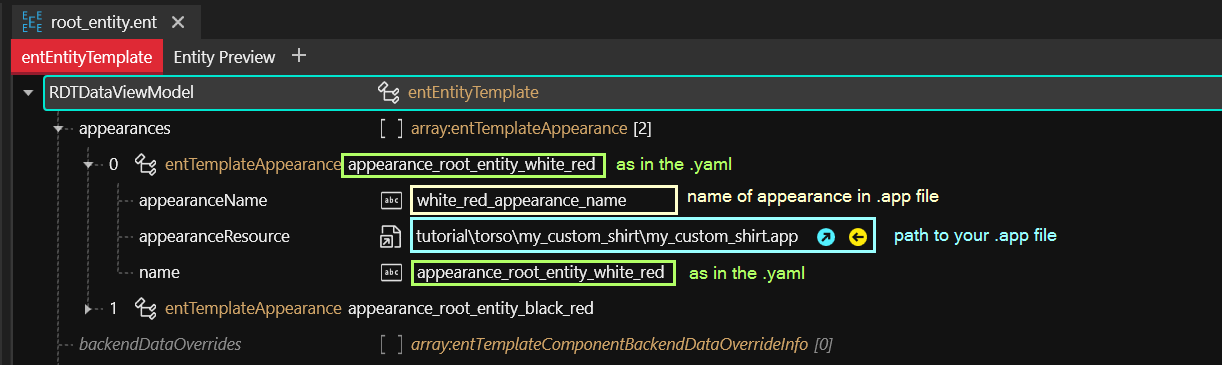 root_entity.ent
entEntityTemplate Entity Preview
RDTDataViewModel entEntityTemplate
appearances [ ] array:entTemplateAppearance [2]
0 entTemplateAppearance appearance_root_entity_white_red as in the .yaml
appearanceName abc white_red_appearance_name name of appearance in .app file
appearanceResource tutorial\torso\my_custom_shirt\my_custom_shirt.app path to your .app file
name abc appearance_root_entity_white_red as in the .yaml
1 entTemplateAppearance appearance_root_entity_black_red
backendDataOverrides [ ] array:entTemplateComponentBackendDataOverrideInfo [0]